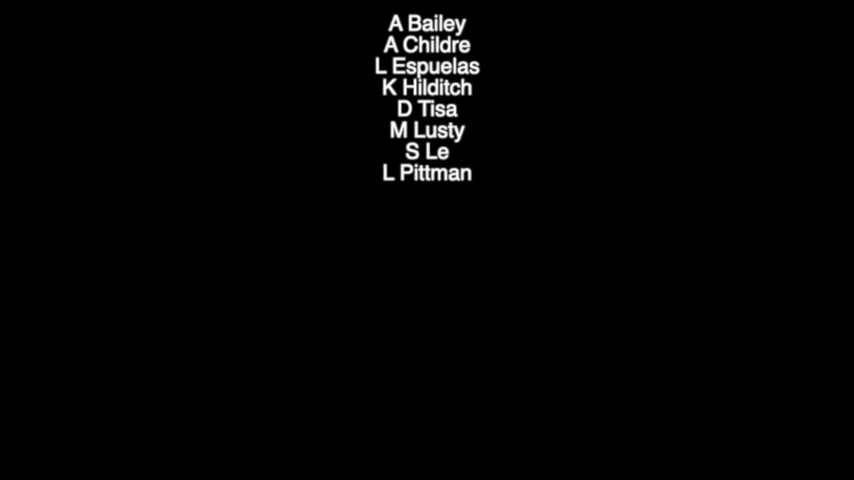 A Bailey
A Childre
L Espuelas
K Hilditch
D Tisa
M Lusty
S Le
L Pittman